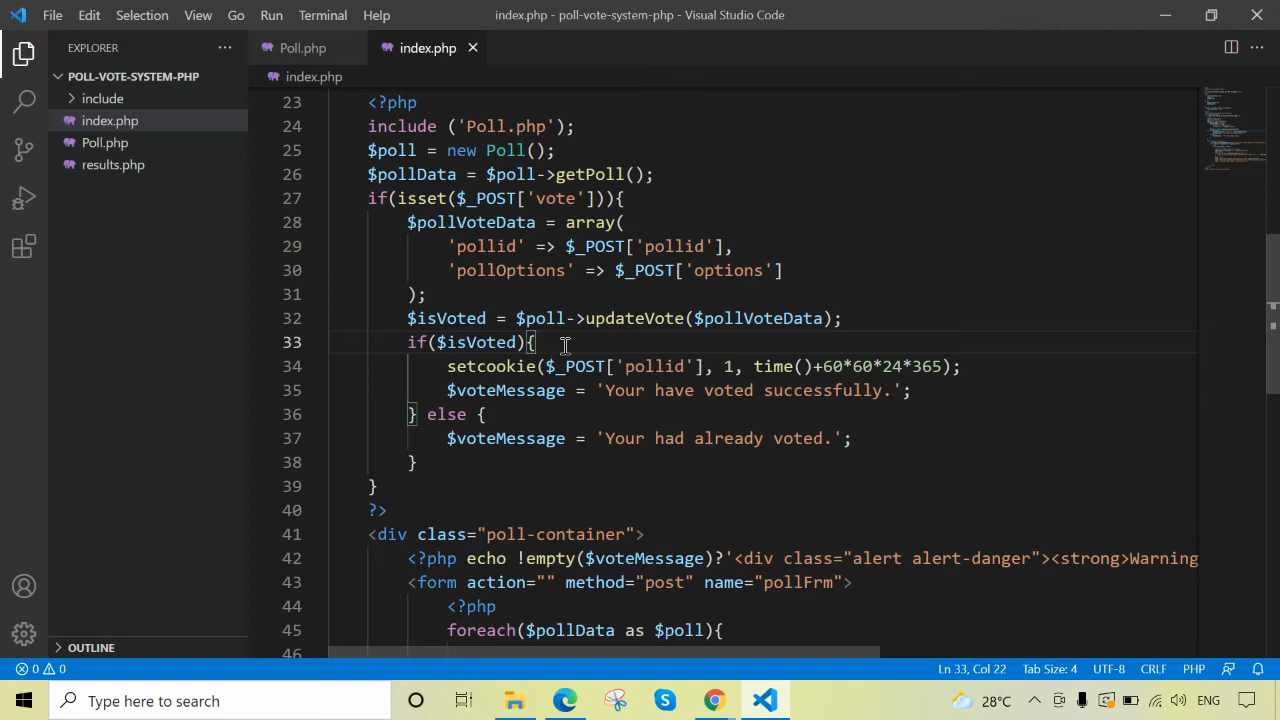 File Edit Selection View Go Run Terminal Help
index.php - poll-vote-system-php - Visual Studio Code
EXPLORER
POLL-VOTE-SYSTEM-PHP
include
index.php
Poll.php
results.php
OUTLINE
Poll.php index.php
index.php
23 <?php
24 include ('Poll.php');
25 $poll = new Poll();
26 $pollData = $poll->getPoll();
27 if(isset($_POST['vote'])){
28 $pollVoteData = array(
29 'pollid' => $_POST['pollid'],
30 'pollOptions' => $_POST['options']
31 );
32 $isVoted = $poll->updateVote($pollVoteData);
33 if($isVoted){
34 setcookie($_POST['pollid'], 1, time()+60*60*24*365);
35 $voteMessage = 'Your have voted successfully.';
36 } else {
37 $voteMessage = 'Your had already voted.';
38 }
39 }
40 ?>
41 <div class="poll-container">
42 <?php echo !empty($voteMessage)?'<div class="alert alert-danger"><strong>Warning
43 <form action="" method="post" name="pollFrm">
44 <?php
45 foreach($pollData as $poll){
46
0 0 Ln 33, Col 22 Tab Size: 4 UTF-8 CRLF PHP
Type here to search
28°C ENG